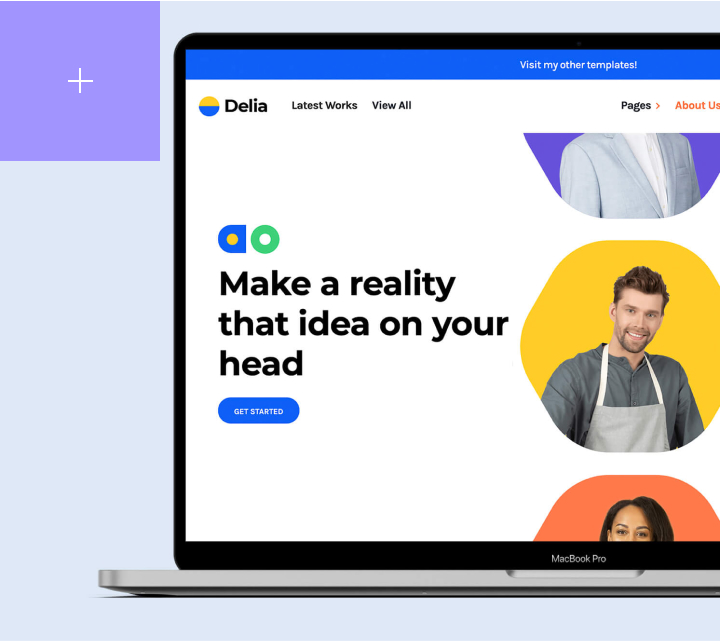 Visit my other templates!
Delia
Latest Works
View All
Pages >
About Us
Make a reality
that idea on your
head
GET STARTED
MacBook Pro